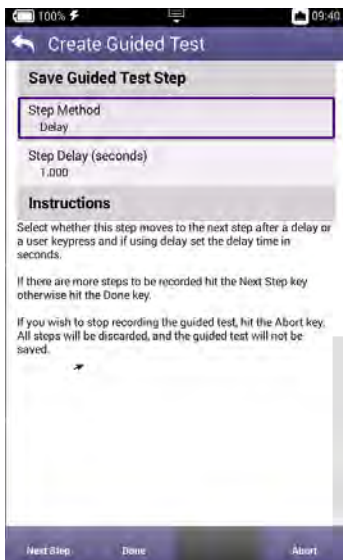 100% 09:40
Create Guided Test
Save Guided Test Step
Step Method
Delay
Step Delay (seconds)
1.000
Instructions
Select whether this step moves to the next step after a delay or
a user keypress and if using delay set the delay time in
seconds.
If there are more steps to be recorded hit the Next Step key
otherwise hit the Done key.
If you wish to stop recording the guided test, hit the Abort key.
All steps will be discarded, and the guided test will not be
saved.
Next Step Done Abort